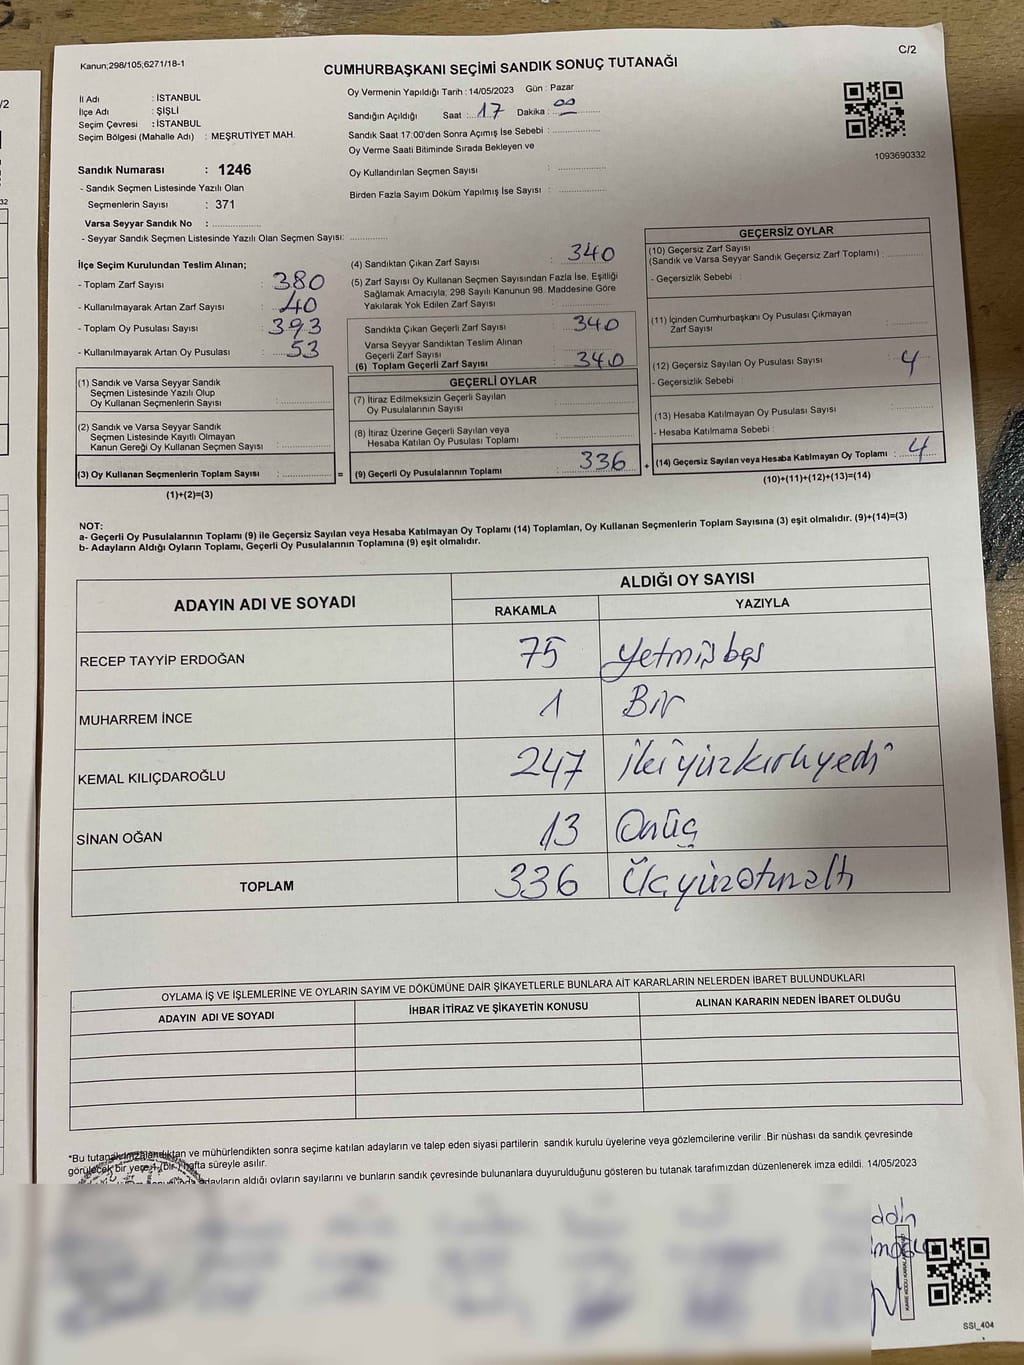 Kanun;298/105;6271/18-1
C/2
CUMHURBAŞKANI SEÇİMİ SANDIK SONUÇ TUTANAĞI
İl Adı : İSTANBUL
İlçe Adı : ŞİŞLİ
Seçim Çevresi : İSTANBUL
Seçim Bölgesi (Mahalle Adı) : MEŞRUTİYET MAH.
Oy Vermenin Yapıldığı Tarih : 14/05/2023 Gün : Pazar
Sandığın Açıldığı Saat : 17 Dakika : 00
Sandık Saat 17:00'den Sonra Açımış İse Sebebi :
Oy Verme Saati Bitiminde Sırada Bekleyen ve
Oy Kullandırılan Seçmen Sayısı :
Birden Fazla Sayım Döküm Yapılmış İse Sayısı :
1093690332
Sandık Numarası : 1246
- Sandık Seçmen Listesinde Yazılı Olan
Seçmenlerin Sayısı : 371
Varsa Seyyar Sandık No :
- Seyyar Sandık Seçmen Listesinde Yazılı Olan Seçmen Sayısı:
İlçe Seçim Kurulundan Teslim Alınan;
- Toplam Zarf Sayısı : 380
- Kullanılmayarak Artan Zarf Sayısı : 40
- Toplam Oy Pusulası Sayısı : 393
- Kullanılmayarak Artan Oy Pusulası : 53
(4) Sandıktan Çıkan Zarf Sayısı : 340
(5) Zarf Sayısı Oy Kullanan Seçmen Sayısından Fazla İse, Eşitliği
Sağlamak Amacıyla, 298 Sayılı Kanunun 98. Maddesine Göre
Yakılarak Yok Edilen Zarf Sayısı :
Sandıkta Çıkan Geçerli Zarf Sayısı : 340
Varsa Seyyar Sandıktan Teslim Alınan
Geçerli Zarf Sayısı :
(6) Toplam Geçerli Zarf Sayısı : 340
GEÇERSİZ OYLAR
(10) Geçersiz Zarf Sayısı
(Sandık ve Varsa Seyyar Sandık Geçersiz Zarf Toplamı) :
- Geçersizlik Sebebi :
(11) İçinden Cumhurbaşkanı Oy Pusulası Çıkmayan
Zarf Sayısı :
(12) Geçersiz Sayılan Oy Pusulası Sayısı : 4
- Geçersizlik Sebebi :
(13) Hesaba Katılmayan Oy Pusulası Sayısı :
- Hesaba Katılmama Sebebi :
(14) Geçersiz Sayılan veya Hesaba Katılmayan Oy Toplamı : 4
(10)+(11)+(12)+(13)=(14)
(1) Sandık ve Varsa Seyyar Sandık
Seçmen Listesinde Yazılı Olup
Oy Kullanan Seçmenlerin Sayısı :
(2) Sandık ve Varsa Seyyar Sandık
Seçmen Listesinde Kayıtlı Olmayan
Kanun Gereği Oy Kullanan Seçmen Sayısı :
(3) Oy Kullanan Seçmenlerin Toplam Sayısı : =
(1)+(2)=(3)
GEÇERLİ OYLAR
(7) İtiraz Edilmeksizin Geçerli Sayılan
Oy Pusulalarının Sayısı :
(8) İtiraz Üzerine Geçerli Sayılan veya
Hesaba Katılan Oy Pusulası Toplamı :
(9) Geçerli Oy Pusulalarının Toplamı : 336 +
NOT:
a- Geçerli Oy Pusulalarının Toplamı (9) ile Geçersiz Sayılan veya Hesaba Katılmayan Oy Toplamı (14) Toplamları, Oy Kullanan Seçmenlerin Toplam Sayısına (3) eşit olmalıdır. (9)+(14)=(3)
b- Adayların Aldığı Oyların Toplamı, Geçerli Oy Pusulalarının Toplamına (9) eşit olmalıdır.
ADAYIN ADI VE SOYADI
ALDIĞI OY SAYISI
RAKAMLA YAZIYLA
RECEP TAYYİP ERDOĞAN 75 Yetmiş beş
MUHARREM İNCE 1 Bir
KEMAL KILIÇDAROĞLU 247 İkiyüzkırkyedi
SİNAN OĞAN 13 Onüç
TOPLAM 336 Üçyüzotuzaltı
OYLAMA İŞ VE İŞLEMLERİNE VE OYLARIN SAYIM VE DÖKÜMÜNE DAİR ŞİKAYETLERLE BUNLARA AİT KARARLARIN NELERDEN İBARET BULUNDUKLARI
ADAYIN ADI VE SOYADI İHBAR İTİRAZ VE ŞİKAYETİN KONUSU ALINAN KARARIN NEDEN İBARET OLDUĞU
*Bu tutanak imzalandıktan ve mühürlendikten sonra seçime katılan adayların ve talep eden siyasi partilerin sandık kurulu üyelerine veya gözlemcilerine verilir .Bir nüshası da sandık çevresinde
görülecek bir yere 1 (bir) hafta süreyle asılır.
adayların aldığı oyların sayılarını ve bunların sandık çevresinde bulunanlara duyurulduğunu gösteren bu tutanak tarafımızdan düzenlenerek imza edildi. 14/05/2023
ddin
SSİ_404